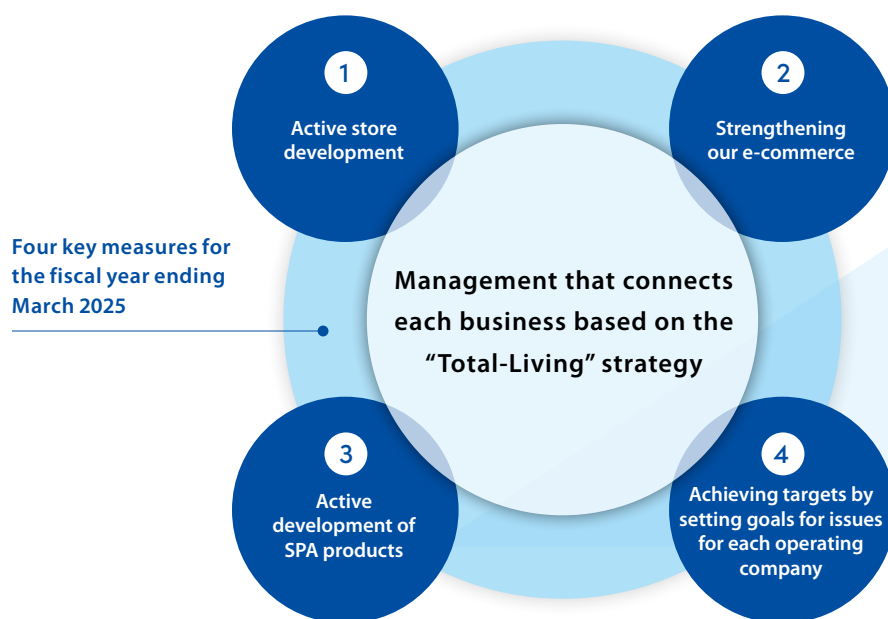 1
Active store
development
2
Strengthening
our e-commerce
Four key measures for
the fiscal year ending
March 2025
Management that connects
each business based on the
“Total-Living” strategy
3
Active
development of
SPA products
4
Achieving targets by
setting goals for issues
for each operating
company